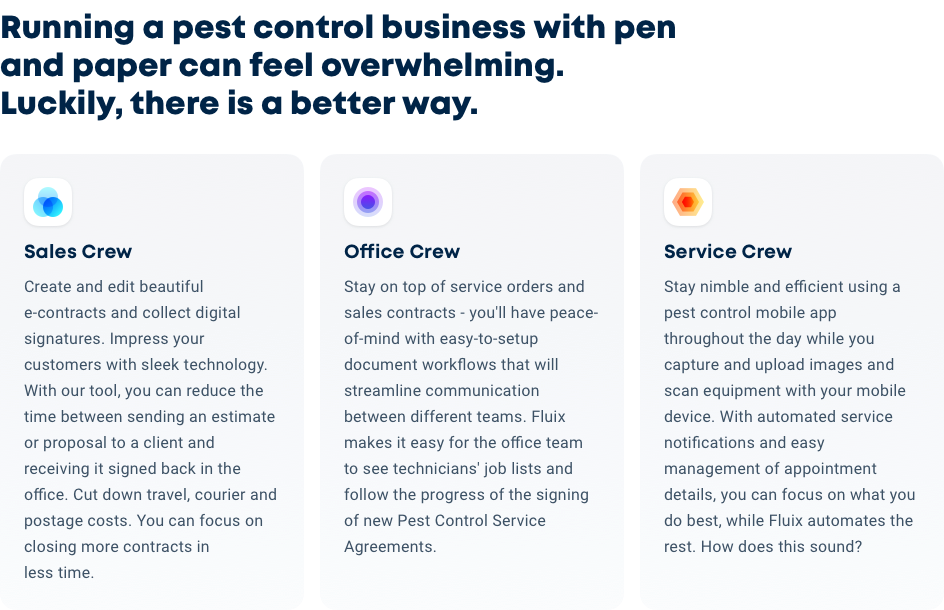 Running a pest control business with pen
and paper can feel overwhelming.
Luckily, there is a better way.
Sales Crew
Create and edit beautiful
e-contracts and collect digital
signatures. Impress your
customers with sleek technology.
With our tool, you can reduce the
time between sending an estimate
or proposal to a client and
receiving it signed back in the
office. Cut down travel, courier and
postage costs. You can focus on
closing more contracts in
less time.
Office Crew
Stay on top of service orders and
sales contracts - you'll have peace-
of-mind with easy-to-setup
document workflows that will
streamline communication
between different teams. Fluix
makes it easy for the office team
to see technicians' job lists and
follow the progress of the signing
of new Pest Control Service
Agreements.
Service Crew
Stay nimble and efficient using a
pest control mobile app
throughout the day while you
capture and upload images and
scan equipment with your mobile
device. With automated service
notifications and easy
management of appointment
details, you can focus on what you
do best, while Fluix automates the
rest. How does this sound?